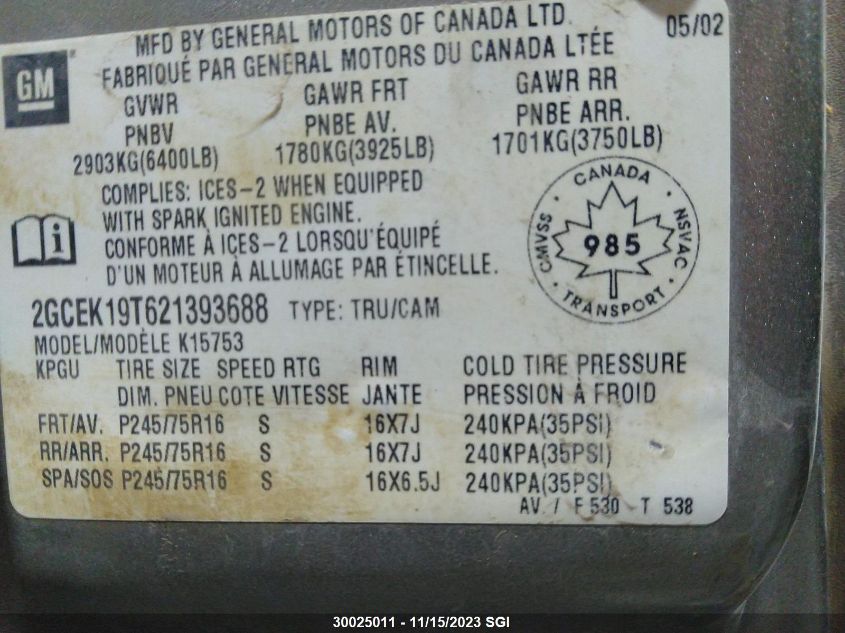 MFD BY GENERAL MOTORS OF CANADA LTD. 05/02
FABRIQUÉ PAR GENERAL MOTORS DU CANADA LTÉE
GM
GVWR GAWR FRT GAWR RR
PNBV PNBE AV. PNBE ARR.
2903KG(6400LB) 1780KG(3925LB) 1701KG(3750LB)
COMPLIES: ICES-2 WHEN EQUIPPED
WITH SPARK IGNITED ENGINE.
CONFORME À ICES-2 LORSQU'ÉQUIPÉ
D'UN MOTEUR À ALLUMAGE PAR ÉTINCELLE.
CANADA
CMVSS 985 NSVAC
TRANSPORT
2GCEK19T621393688 TYPE: TRU/CAM
MODEL/MODÈLE K15753
KPGU TIRE SIZE SPEED RTG RIM COLD TIRE PRESSURE
DIM. PNEU COTE VITESSE JANTE PRESSION À FROID
FRT/AV. P245/75R16 S 16X7J 240KPA(35PSI)
RR/ARR. P245/75R16 S 16X7J 240KPA(35PSI)
SPA/SOS P245/75R16 S 16X6.5J 240KPA(35PSI)
AV. / F 530 T 538
30025011 - 11/15/2023 SGI